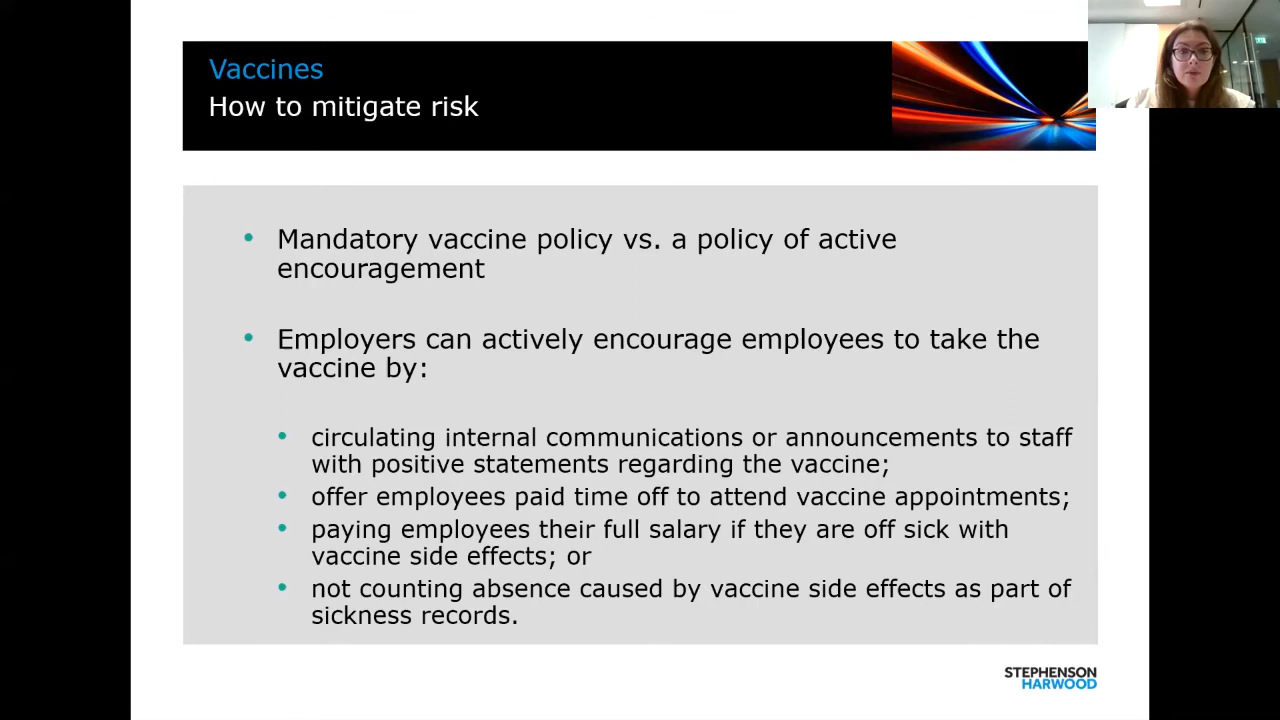 Vaccines
How to mitigate risk
• Mandatory vaccine policy vs. a policy of active
encouragement
• Employers can actively encourage employees to take the
vaccine by:
• circulating internal communications or announcements to staff
with positive statements regarding the vaccine;
• offer employees paid time off to attend vaccine appointments;
• paying employees their full salary if they are off sick with
vaccine side effects; or
• not counting absence caused by vaccine side effects as part of
sickness records.
STEPHENSON
HARWOOD